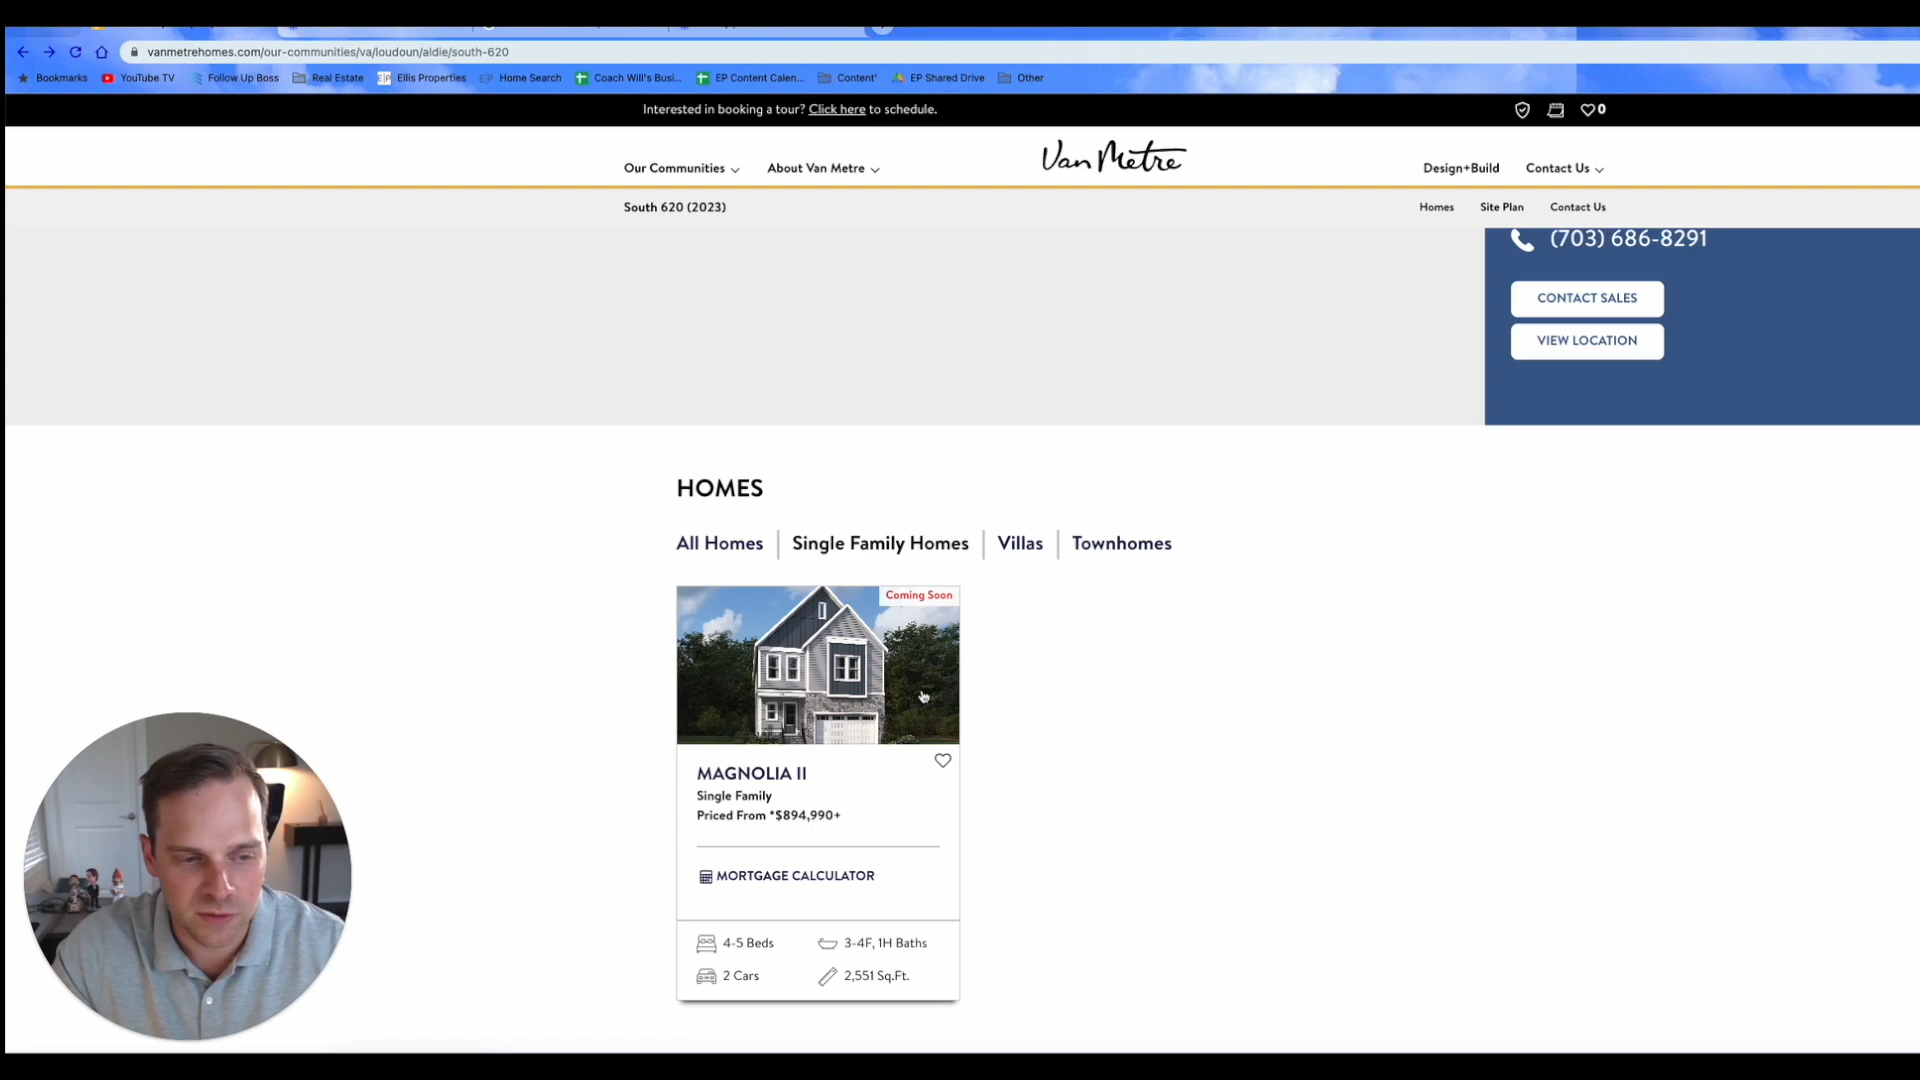 vanmetrehomes.com/our-communities/va/loudoun/aldie/south-620
Bookmarks YouTube TV Follow Up Boss Real Estate Ellis Properties Home Search Coach Will's Busi... EP Content Calen... Content' EP Shared Drive Other
Interested in booking a tour? Click here to schedule.
0
Our Communities About Van Metre Van Metre Design+Build Contact Us
South 620 (2023) Homes Site Plan Contact Us
(703) 686-8291
CONTACT SALES
VIEW LOCATION
HOMES
All Homes Single Family Homes Villas Townhomes
Coming Soon
MAGNOLIA II
Single Family
Priced From *$894,990+
MORTGAGE CALCULATOR
4-5 Beds 3-4F, 1H Baths
2 Cars 2,551 Sq.Ft.